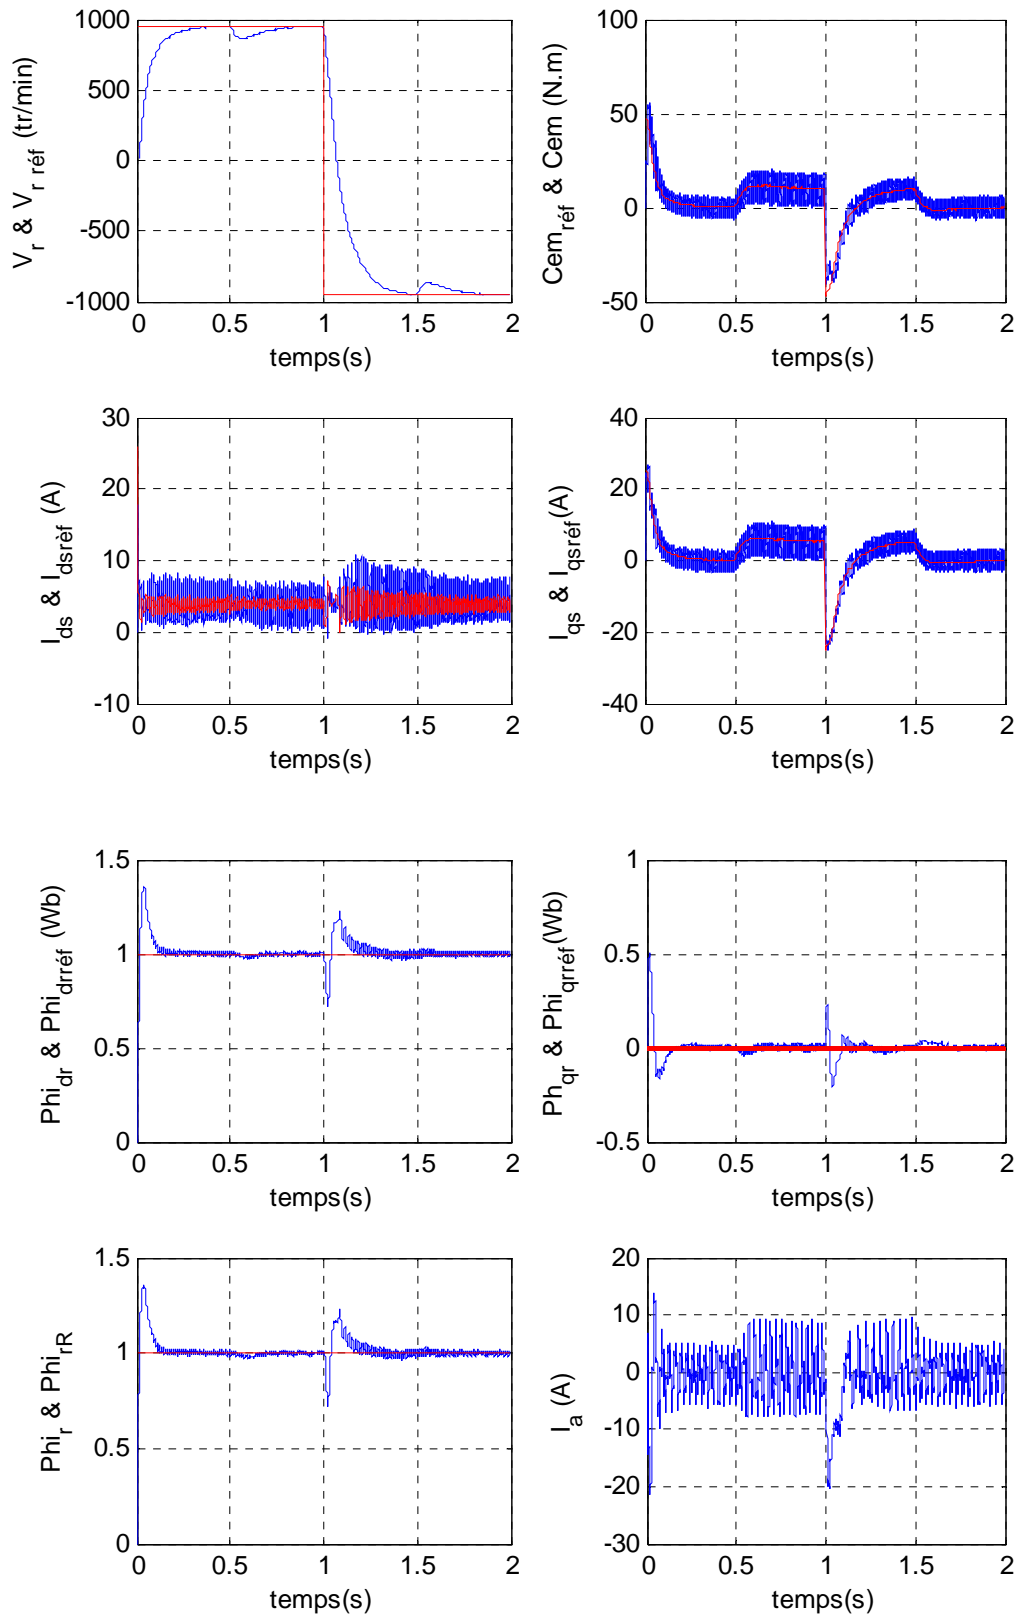 V_r & V_r réf (tr/min)
1000
500
0
-500
-1000
0 0.5 1 1.5 2
temps(s)
Cem_réf & Cem (N.m)
100
50
0
-50
0 0.5 1 1.5 2
temps(s)
I_ds & I_dsrèf (A)
30
20
10
0
-10
0 0.5 1 1.5 2
temps(s)
I_qs & I_qsréf(A)
40
20
0
-20
-40
0 0.5 1 1.5 2
temps(s)
Phi_dr & Phi_drréf (Wb)
1.5
1
0.5
0
0 0.5 1 1.5 2
temps(s)
Ph_qr & Phi_qrréf(Wb)
1
0.5
0
-0.5
0 0.5 1 1.5 2
temps(s)
Phi_r & Phi_rR
1.5
1
0.5
0
0 0.5 1 1.5 2
temps(s)
I_a (A)
20
10
0
-10
-20
-30
0 0.5 1 1.5 2
temps(s)